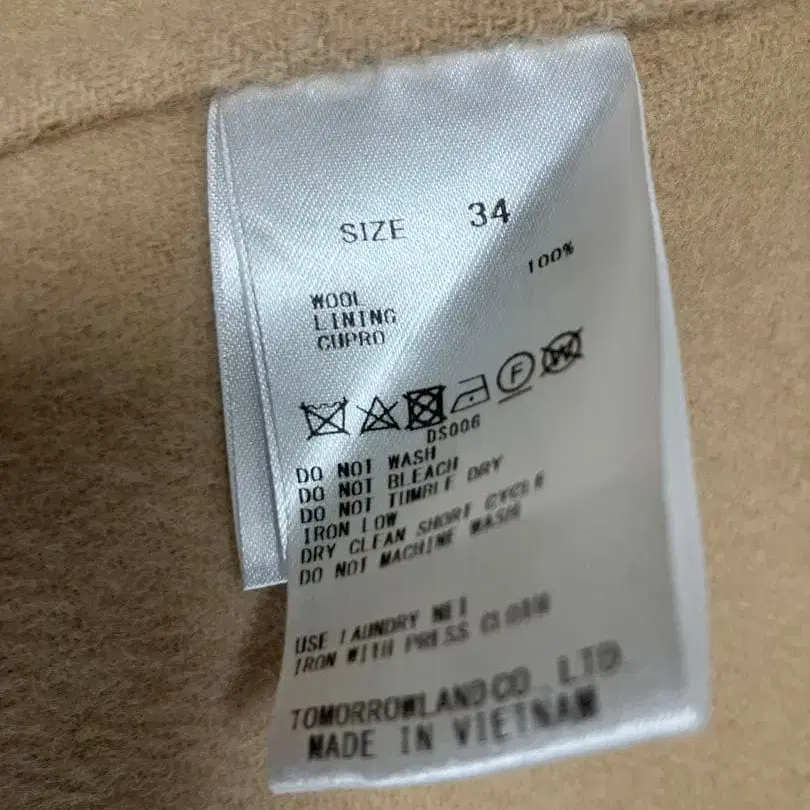 SIZE 34
100%
WOOL
LINING
CUPRO
F
W
DS006
DO NOT WASH
DO NOT BLEACH
DO NOT TUMBLE DRY
IRON LOW
DRY CLEAN SHORT CYCLE
DO NOT MACHINE WASH
USE LAUNDRY NET
IRON WITH PRESS CLOTH
TOMORROWLAND CO., LTD.
MADE IN VIETNAM